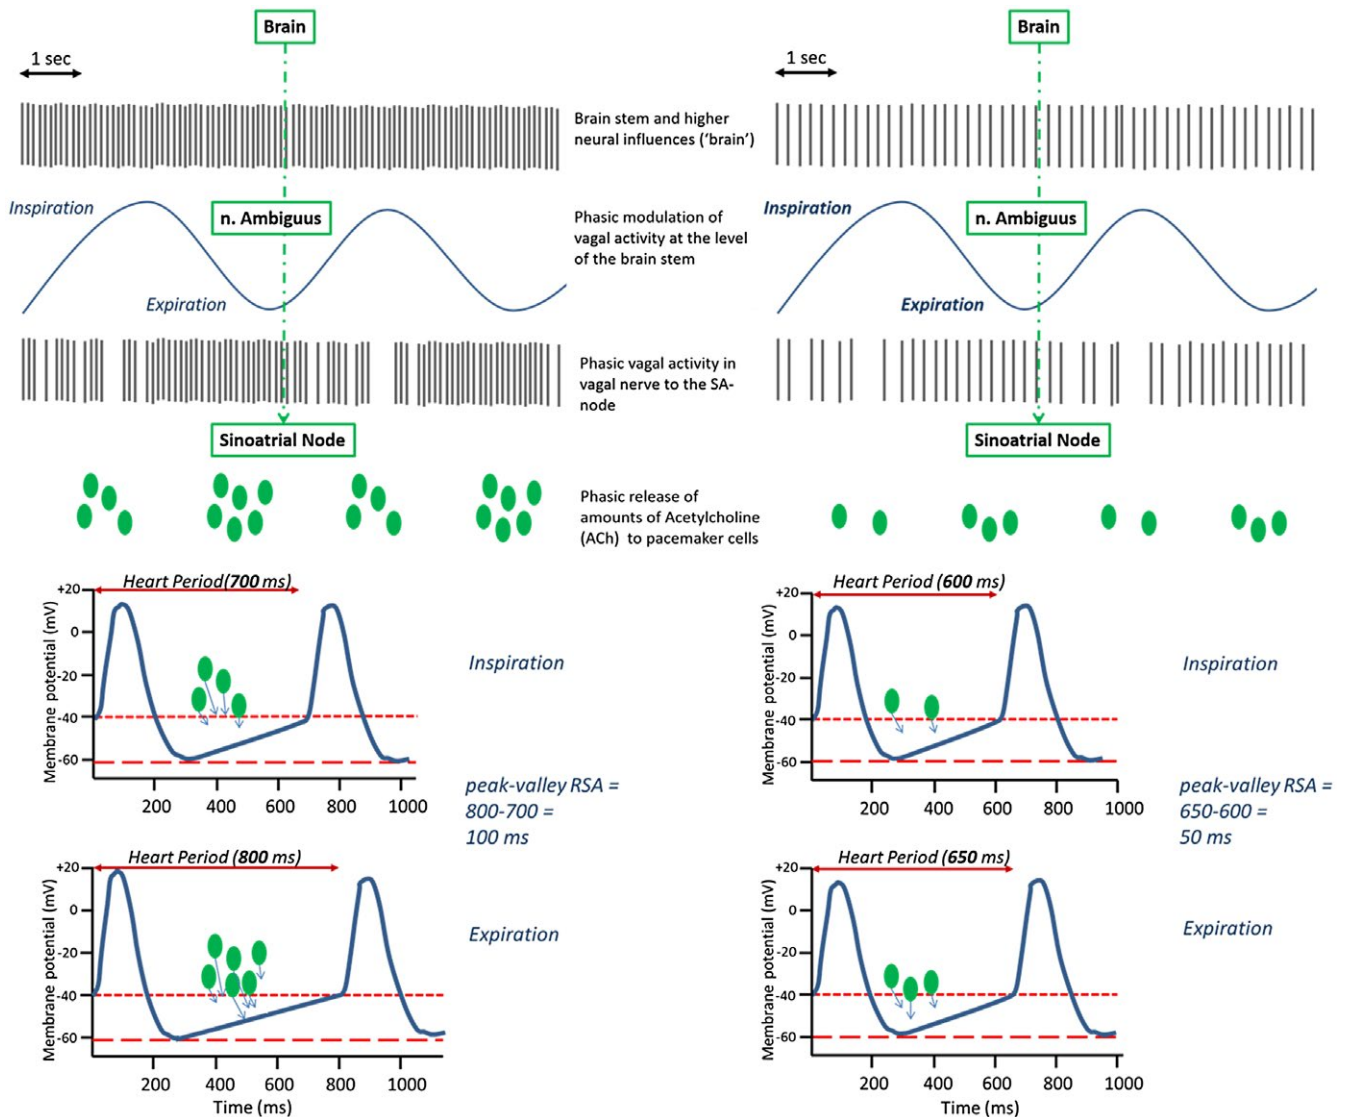 Brain
Brain
1 sec
1 sec
Brain stem and higher
neural influences (‘brain’)
Inspiration
n. Ambiguus
Phasic modulation of
vagal activity at the level
of the brain stem
Inspiration
n. Ambiguus
Expiration
Expiration
Phasic vagal activity in
vagal nerve to the SA-
node
Sinoatrial Node
Sinoatrial Node
Phasic release of
amounts of Acetylcholine
(ACh) to pacemaker cells
Heart Period(700 ms)
Membrane potential (mV)
+20
0
-20
-40
-60
200 400 600 800 1000
Inspiration
Heart Period (600 ms)
Membrane potential (mV)
+20
0
-20
-40
-60
200 400 600 800 1000
Inspiration
peak-valley RSA =
800-700 =
100 ms
peak-valley RSA =
650-600 =
50 ms
Heart Period (800 ms)
Membrane potential (mV)
+20
0
-20
-40
-60
200 400 600 800 1000
Time (ms)
Expiration
Heart Period (650 ms)
Membrane potential (mV)
+20
0
-20
-40
-60
200 400 600 800 1000
Time (ms)
Expiration